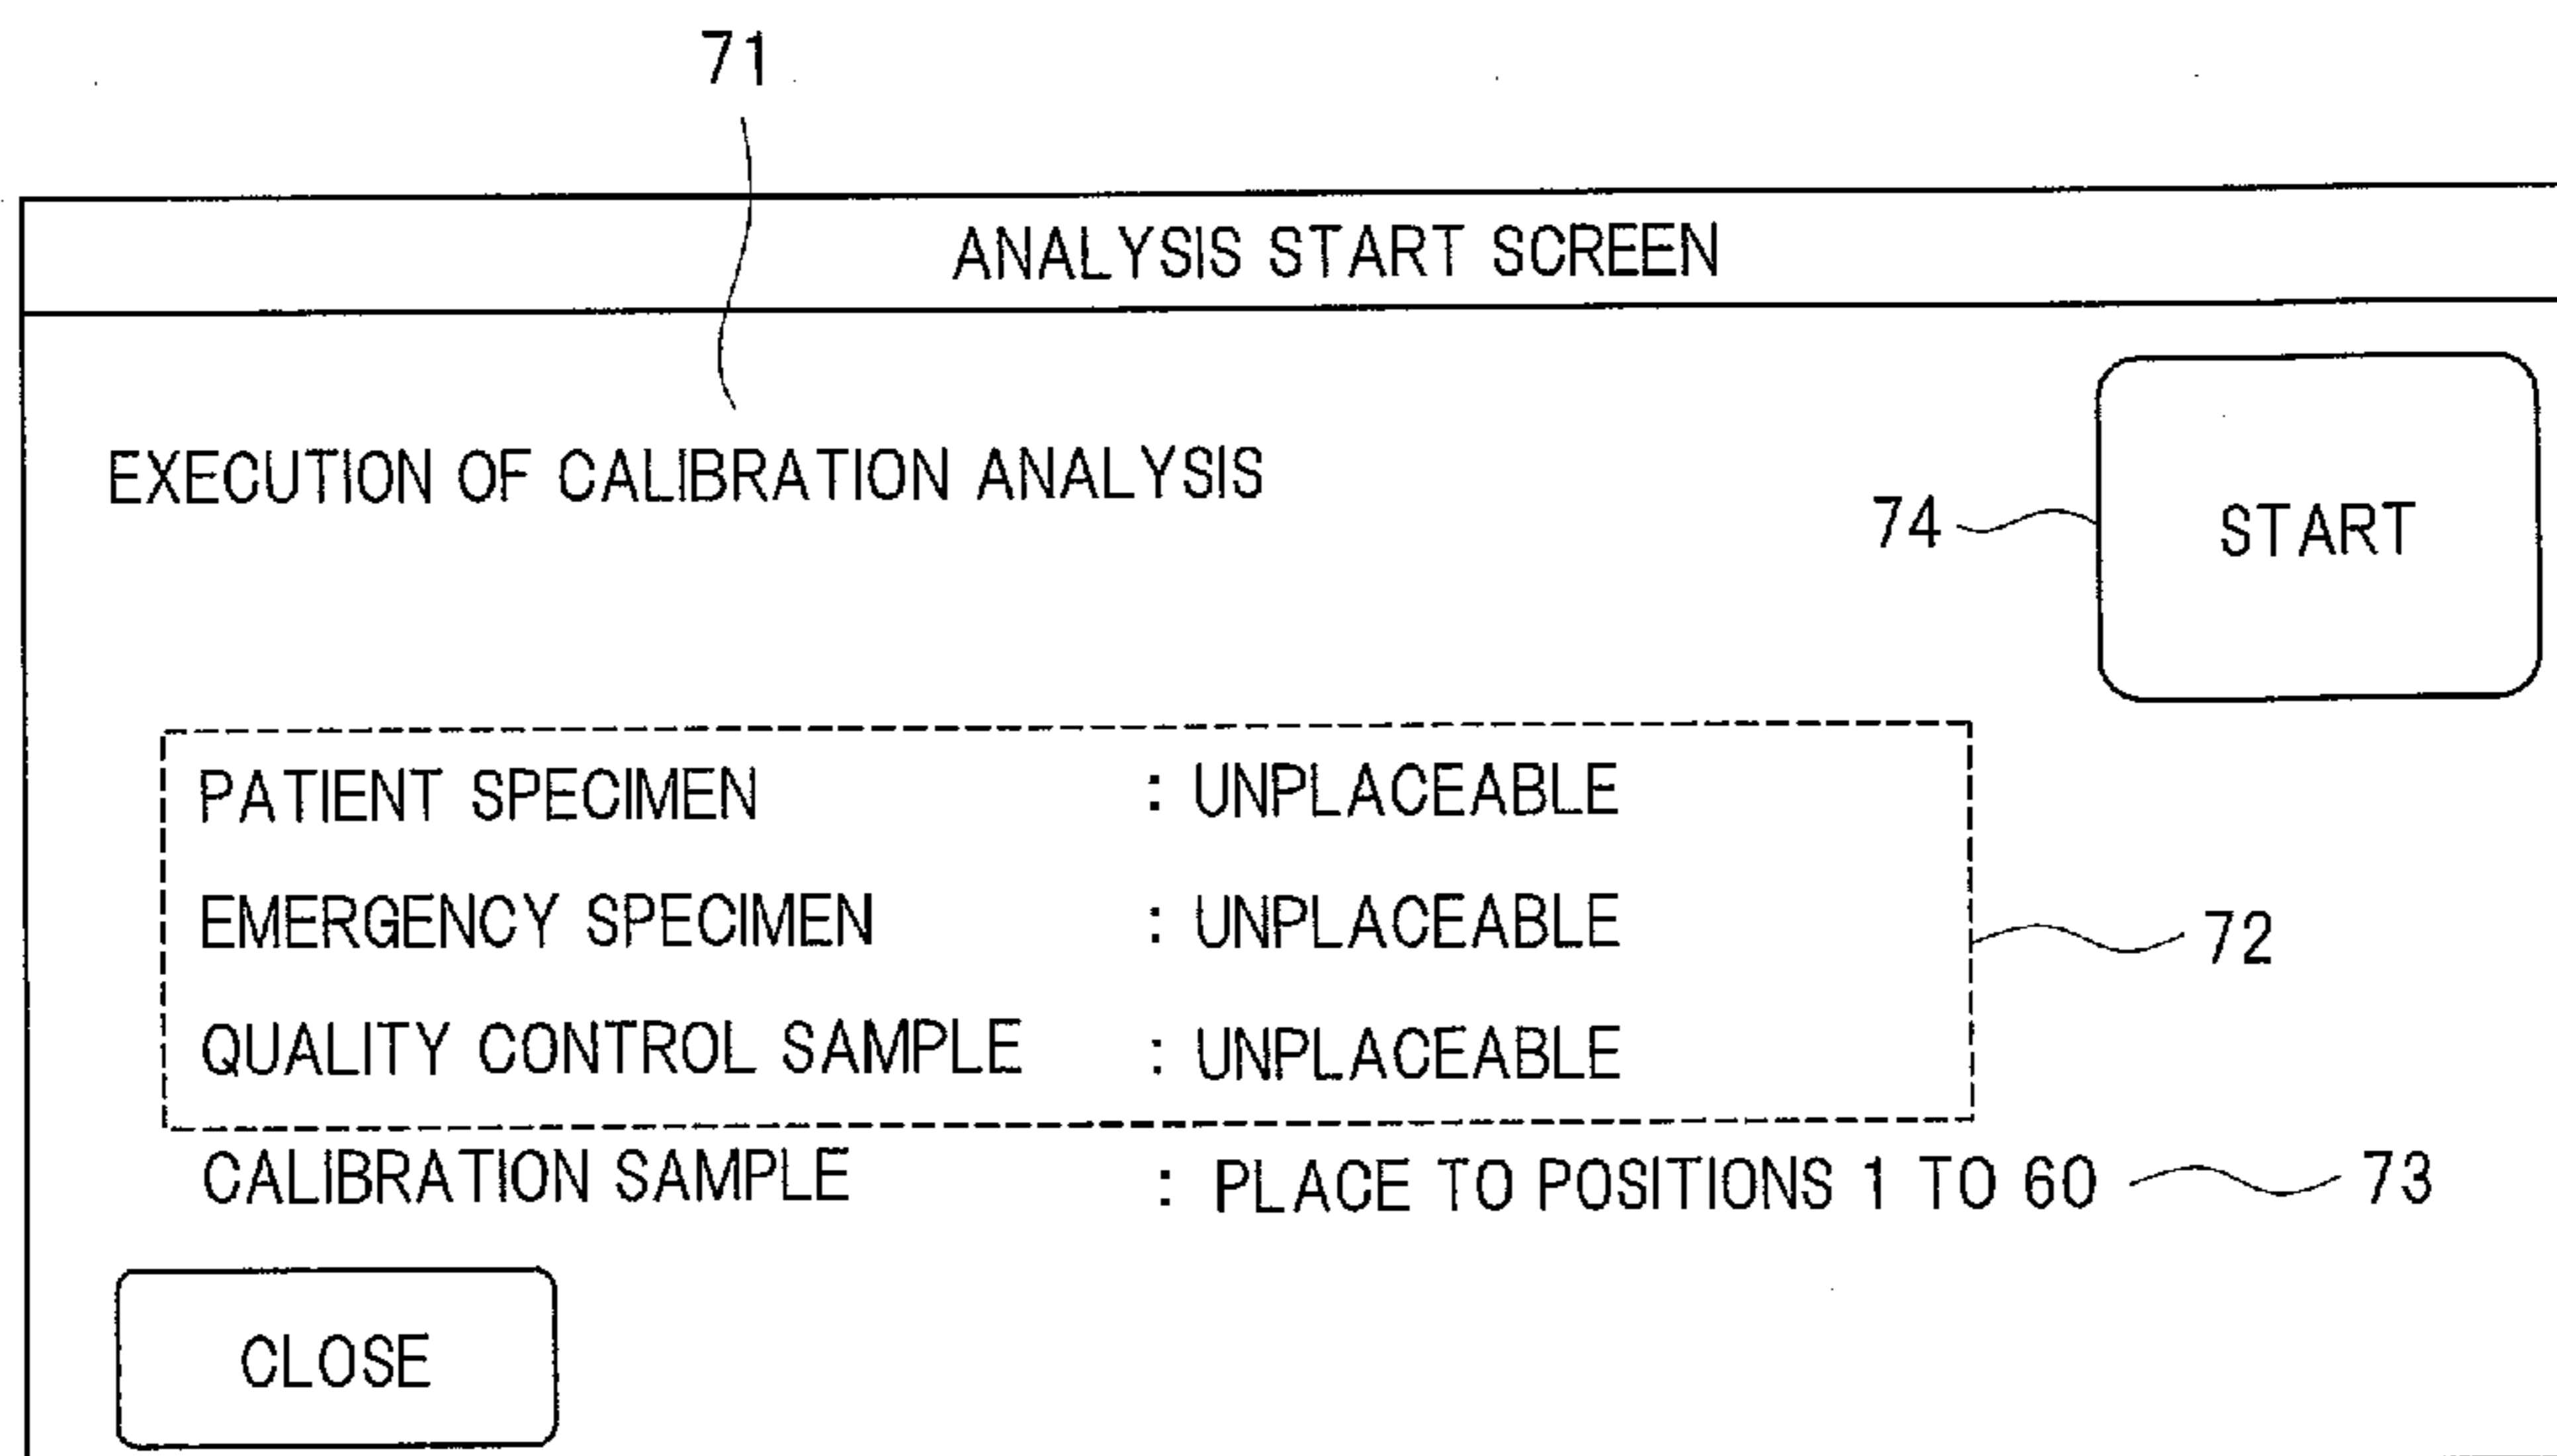 71
ANALYSIS START SCREEN
EXECUTION OF CALIBRATION ANALYSIS
74
START
PATIENT SPECIMEN : UNPLACEABLE
EMERGENCY SPECIMEN : UNPLACEABLE
72
QUALITY CONTROL SAMPLE : UNPLACEABLE
CALIBRATION SAMPLE : PLACE TO POSITIONS 1 TO 60
73
CLOSE